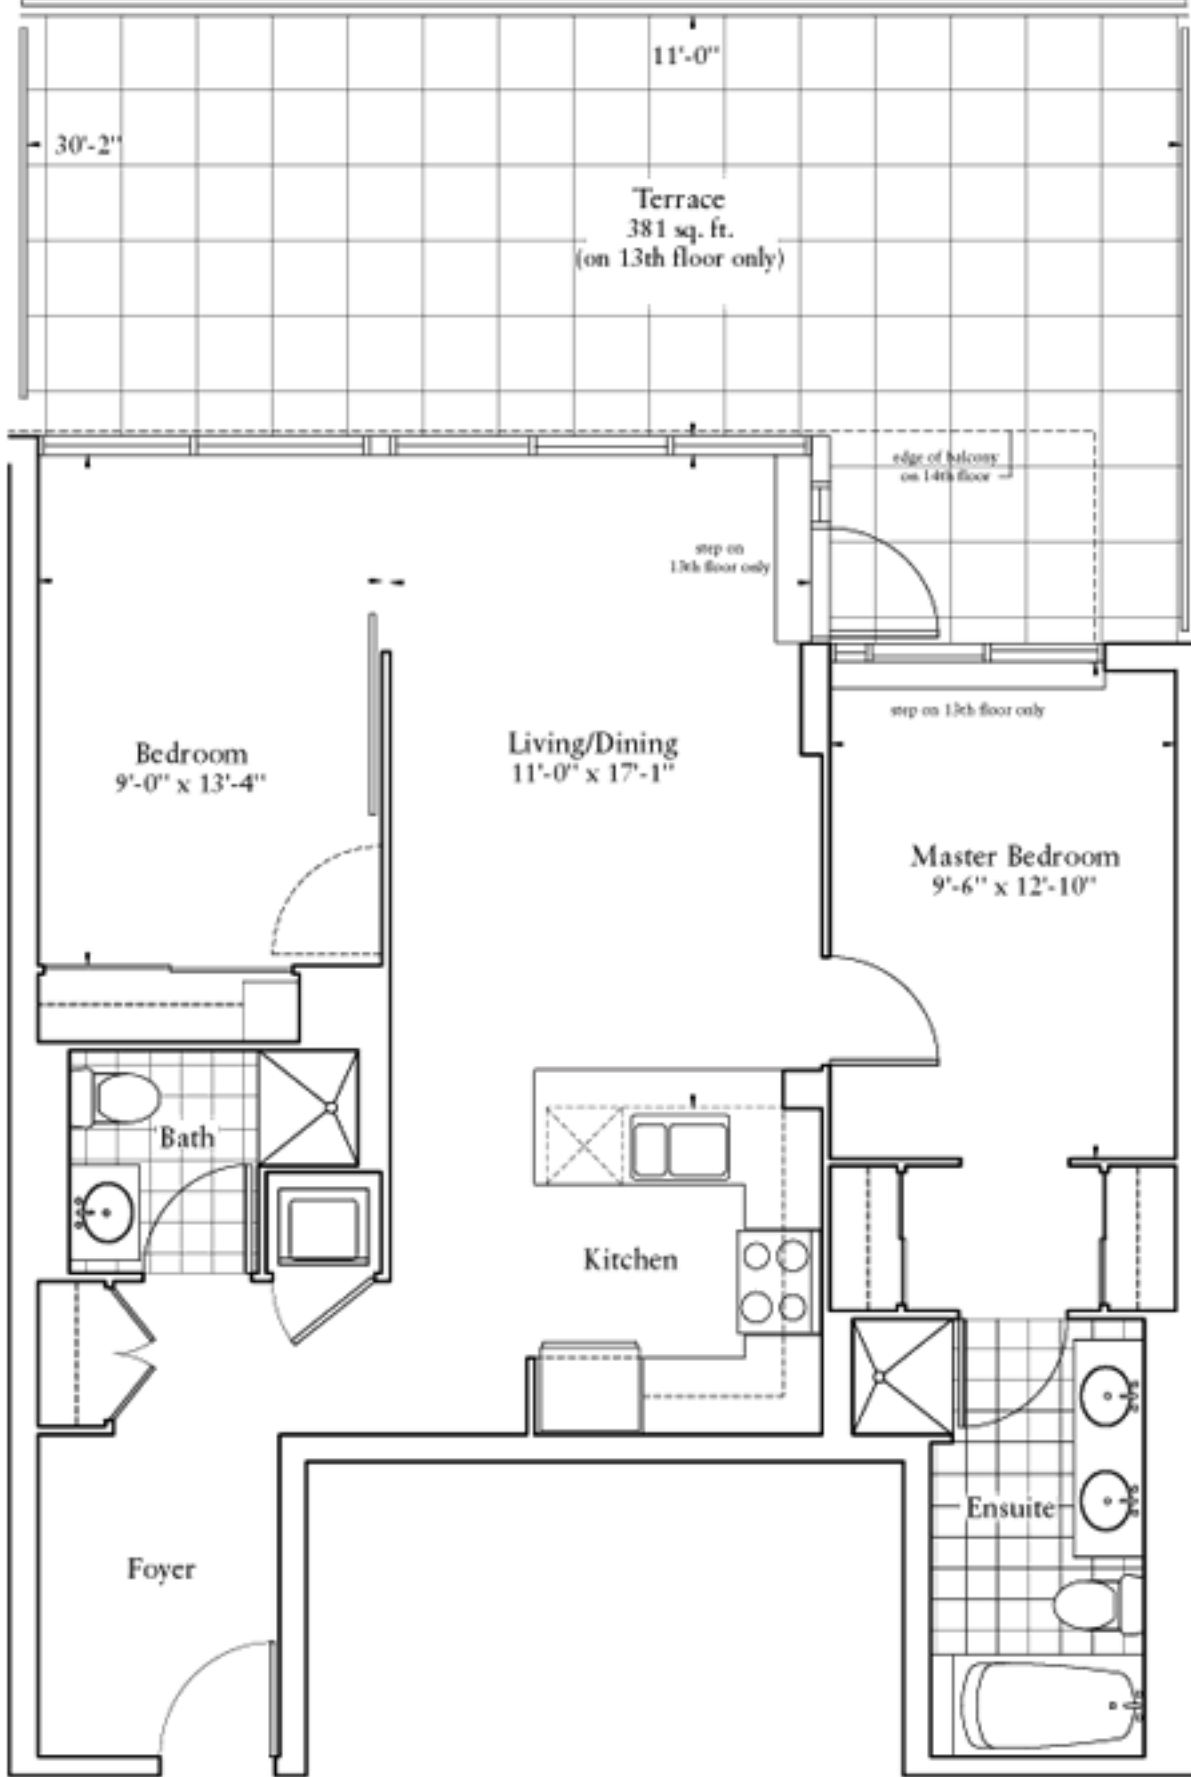 11'-0"
30'-2"
Terrace
381 sq. ft.
(on 13th floor only)
edge of balcony
on 14th floor
step on
13th floor only
step on 13th floor only
Bedroom
9'-0" x 13'-4"
Living/Dining
11'-0" x 17'-1"
Master Bedroom
9'-6" x 12'-10"
Bath
Kitchen
Ensuite
Foyer